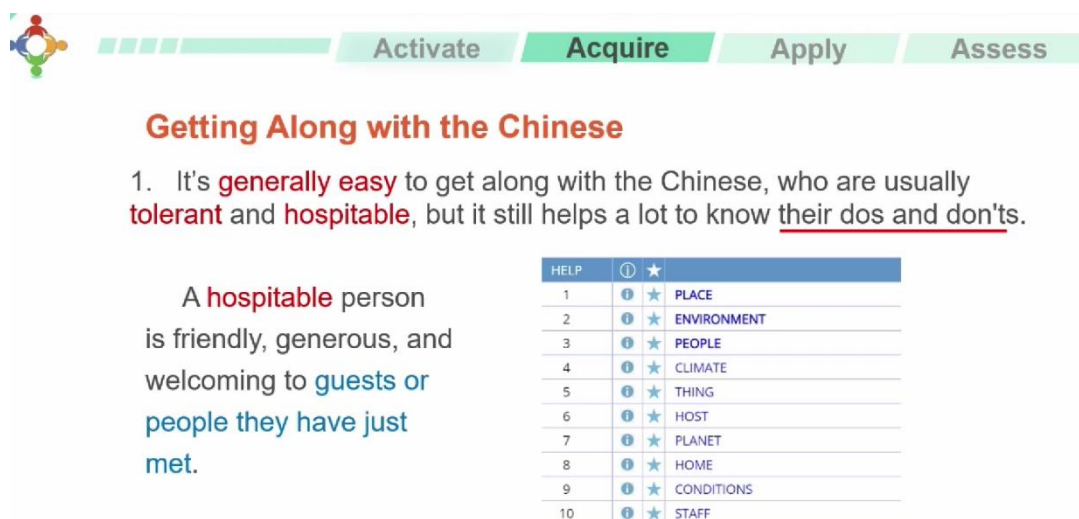 Activate Acquire Apply Assess
Getting Along with the Chinese
1. It's generally easy to get along with the Chinese, who are usually
tolerant and hospitable, but it still helps a lot to know their dos and don'ts.
A hospitable person
is friendly, generous, and
welcoming to guests or
people they have just
met.
HELP
1 PLACE
2 ENVIRONMENT
3 PEOPLE
4 CLIMATE
5 THING
6 HOST
7 PLANET
8 HOME
9 CONDITIONS
10 STAFF